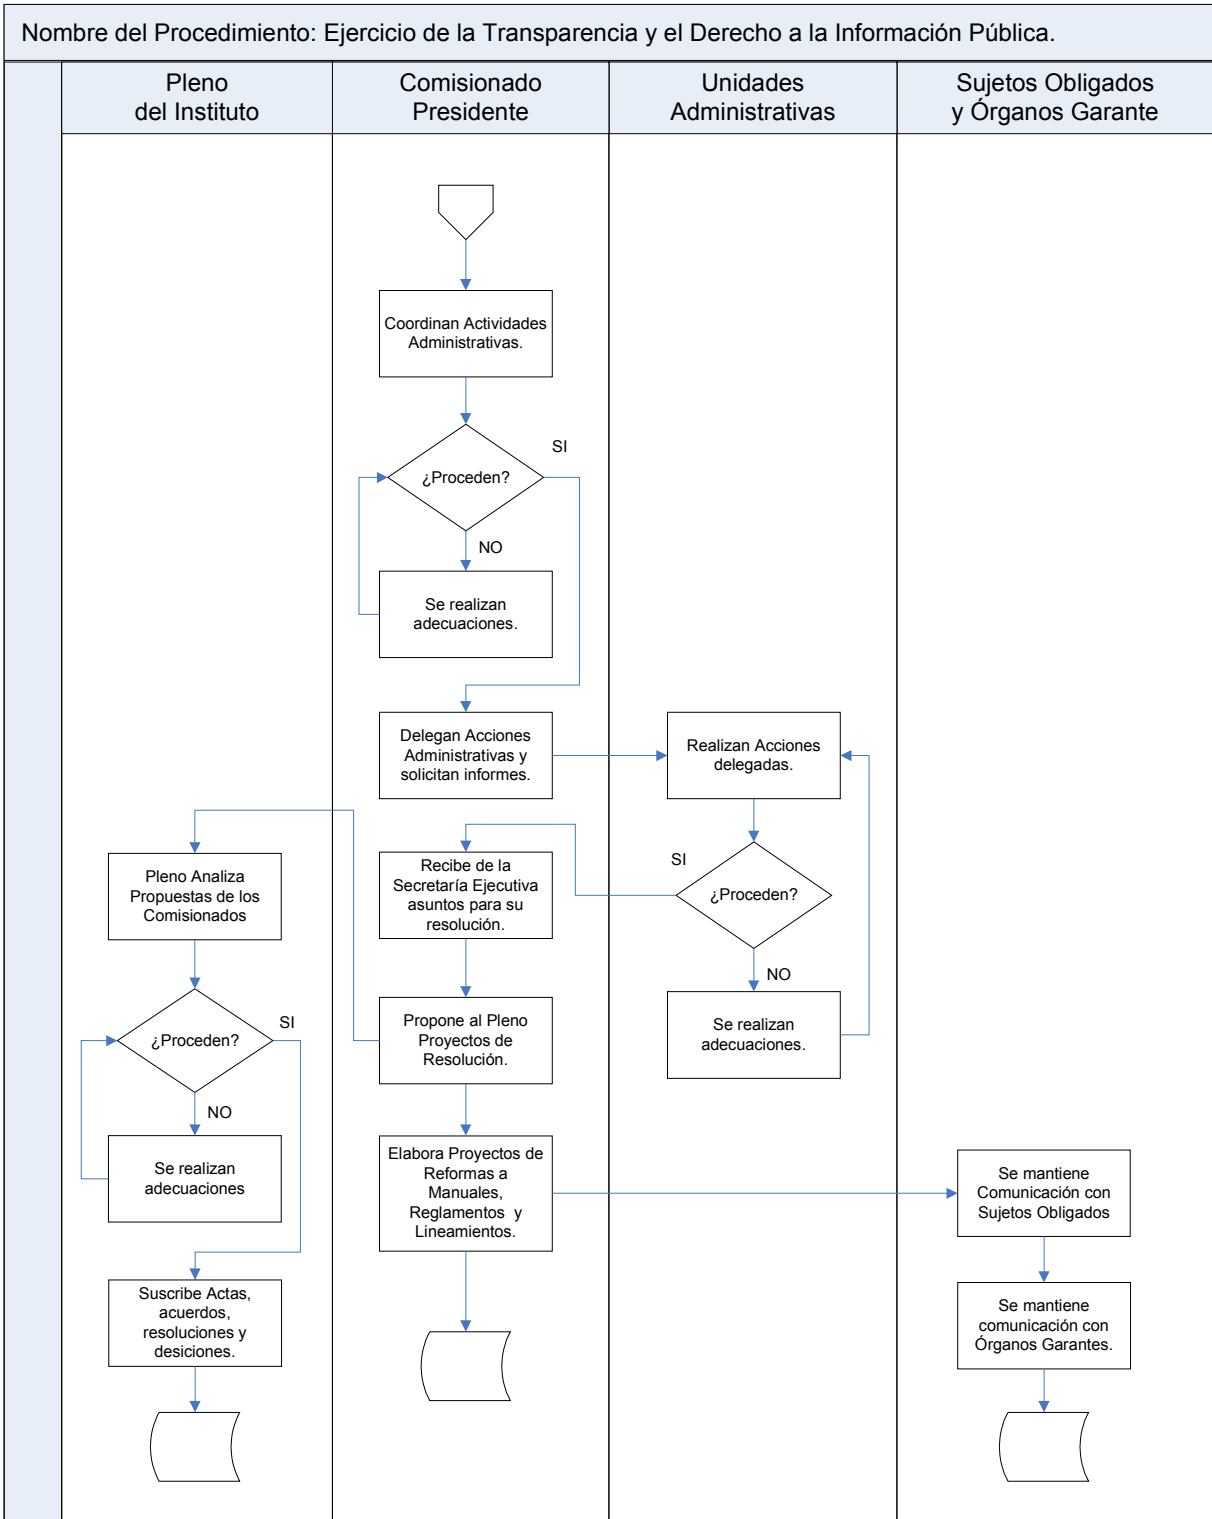 Nombre del Procedimiento: Ejercicio de la Transparencia y el Derecho a la Información Pública.
Pleno
del Instituto
Comisionado
Presidente
Unidades
Administrativas
Sujetos Obligados
y Órganos Garante
Coordinan Actividades
Administrativas.
¿Proceden?
SI
NO
Se realizan
adecuaciones.
Delegan Acciones
Administrativas y
solicitan informes.
Realizan Acciones
delegadas.
¿Proceden?
SI
NO
Se realizan
adecuaciones.
Recibe de la
Secretaría Ejecutiva
asuntos para su
resolución.
Propone al Pleno
Proyectos de
Resolución.
Pleno Analiza
Propuestas de los
Comisionados
¿Proceden?
SI
NO
Se realizan
adecuaciones
Suscribe Actas,
acuerdos,
resoluciones y
desiciones.
Elabora Proyectos de
Reformas a
Manuales,
Reglamentos y
Lineamientos.
Se mantiene
Comunicación con
Sujetos Obligados
Se mantiene
comunicación con
Órganos Garantes.